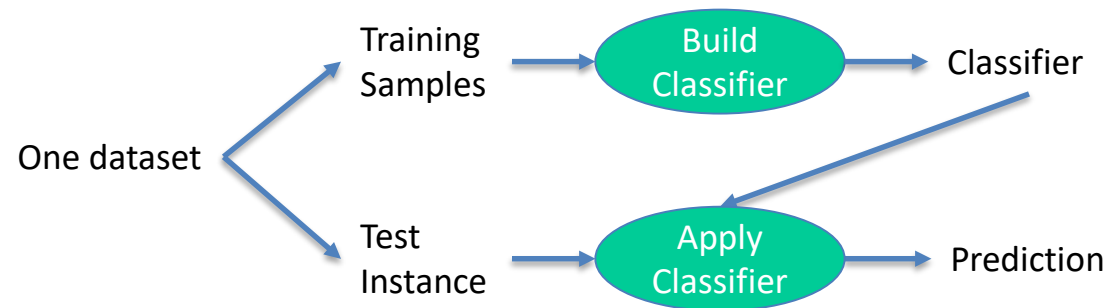 One dataset
Training
Samples
Build
Classifier
Classifier
Test
Instance
Apply
Classifier
Prediction